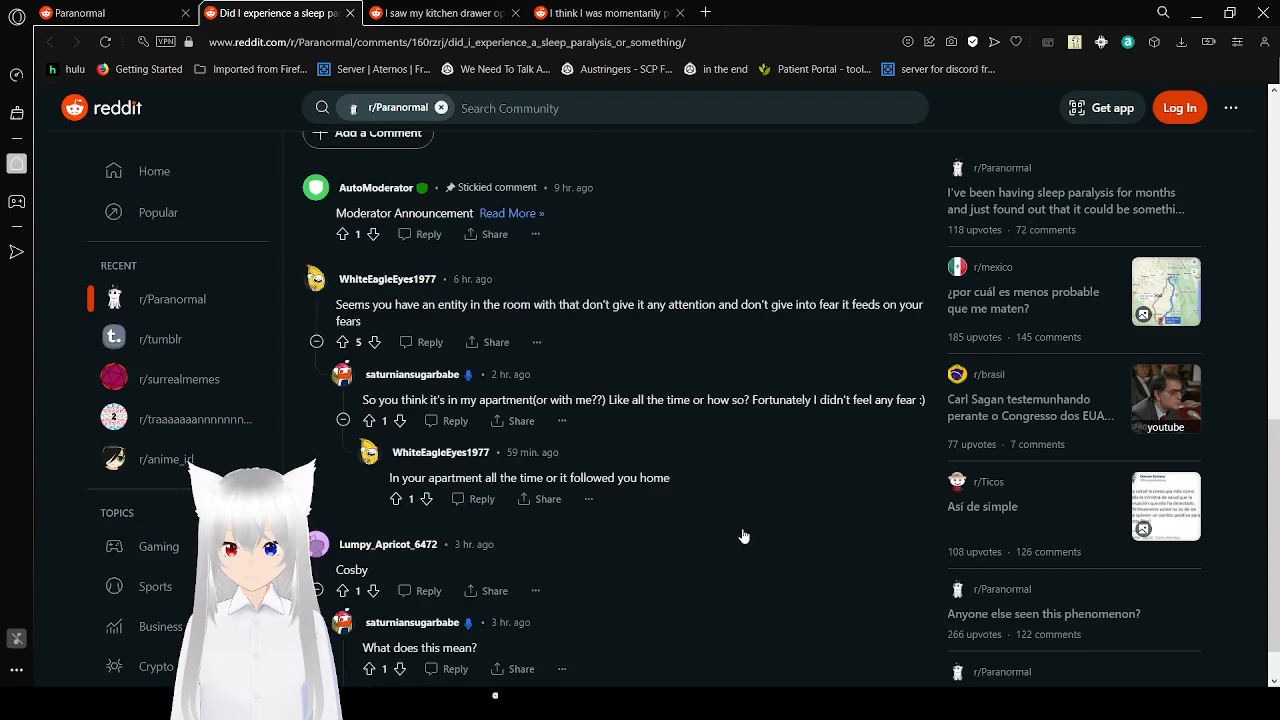 Paranormal
Did I experience a sleep pa
I saw my kitchen drawer op
I think I was momentarily p
VPN
www.reddit.com/r/Paranormal/comments/160rzrj/did_i_experience_a_sleep_paralysis_or_something/
hulu
Getting Started
Imported from Firef...
Server | Aternos | Fr...
We Need To Talk A...
Austringers - SCP F...
in the end
Patient Portal - tool...
server for discord fr...
reddit
r/Paranormal
Search Community
Get app
Log In
Add a Comment
Home
Popular
RECENT
r/Paranormal
r/tumblr
r/surrealmemes
r/traaaaaaannnnnnn...
r/anime_irl
TOPICS
Gaming
Sports
Business
Crypto
AutoModerator • Stickied comment • 9 hr. ago
Moderator Announcement Read More »
1 Reply Share
WhiteEagleEyes1977 • 6 hr. ago
Seems you have an entity in the room with that don't give it any attention and don't give into fear it feeds on your
fears
5 Reply Share
saturniansugarbabe • 2 hr. ago
So you think it's in my apartment(or with me??) Like all the time or how so? Fortunately I didn't feel any fear :)
1 Reply Share
WhiteEagleEyes1977 • 59 min. ago
In your apartment all the time or it followed you home
1 Reply Share
Lumpy_Apricot_6472 • 3 hr. ago
Cosby
1 Reply Share
saturniansugarbabe • 3 hr. ago
What does this mean?
1 Reply Share
r/Paranormal
I've been having sleep paralysis for months
and just found out that it could be somethi...
118 upvotes • 72 comments
r/mexico
¿por cuál es menos probable
que me maten?
185 upvotes • 145 comments
r/brasil
Carl Sagan testemunhando
perante o Congresso dos EUA...
youtube
77 upvotes • 7 comments
r/Ticos
Así de simple
108 upvotes • 126 comments
r/Paranormal
Anyone else seen this phenomenon?
266 upvotes • 122 comments
r/Paranormal